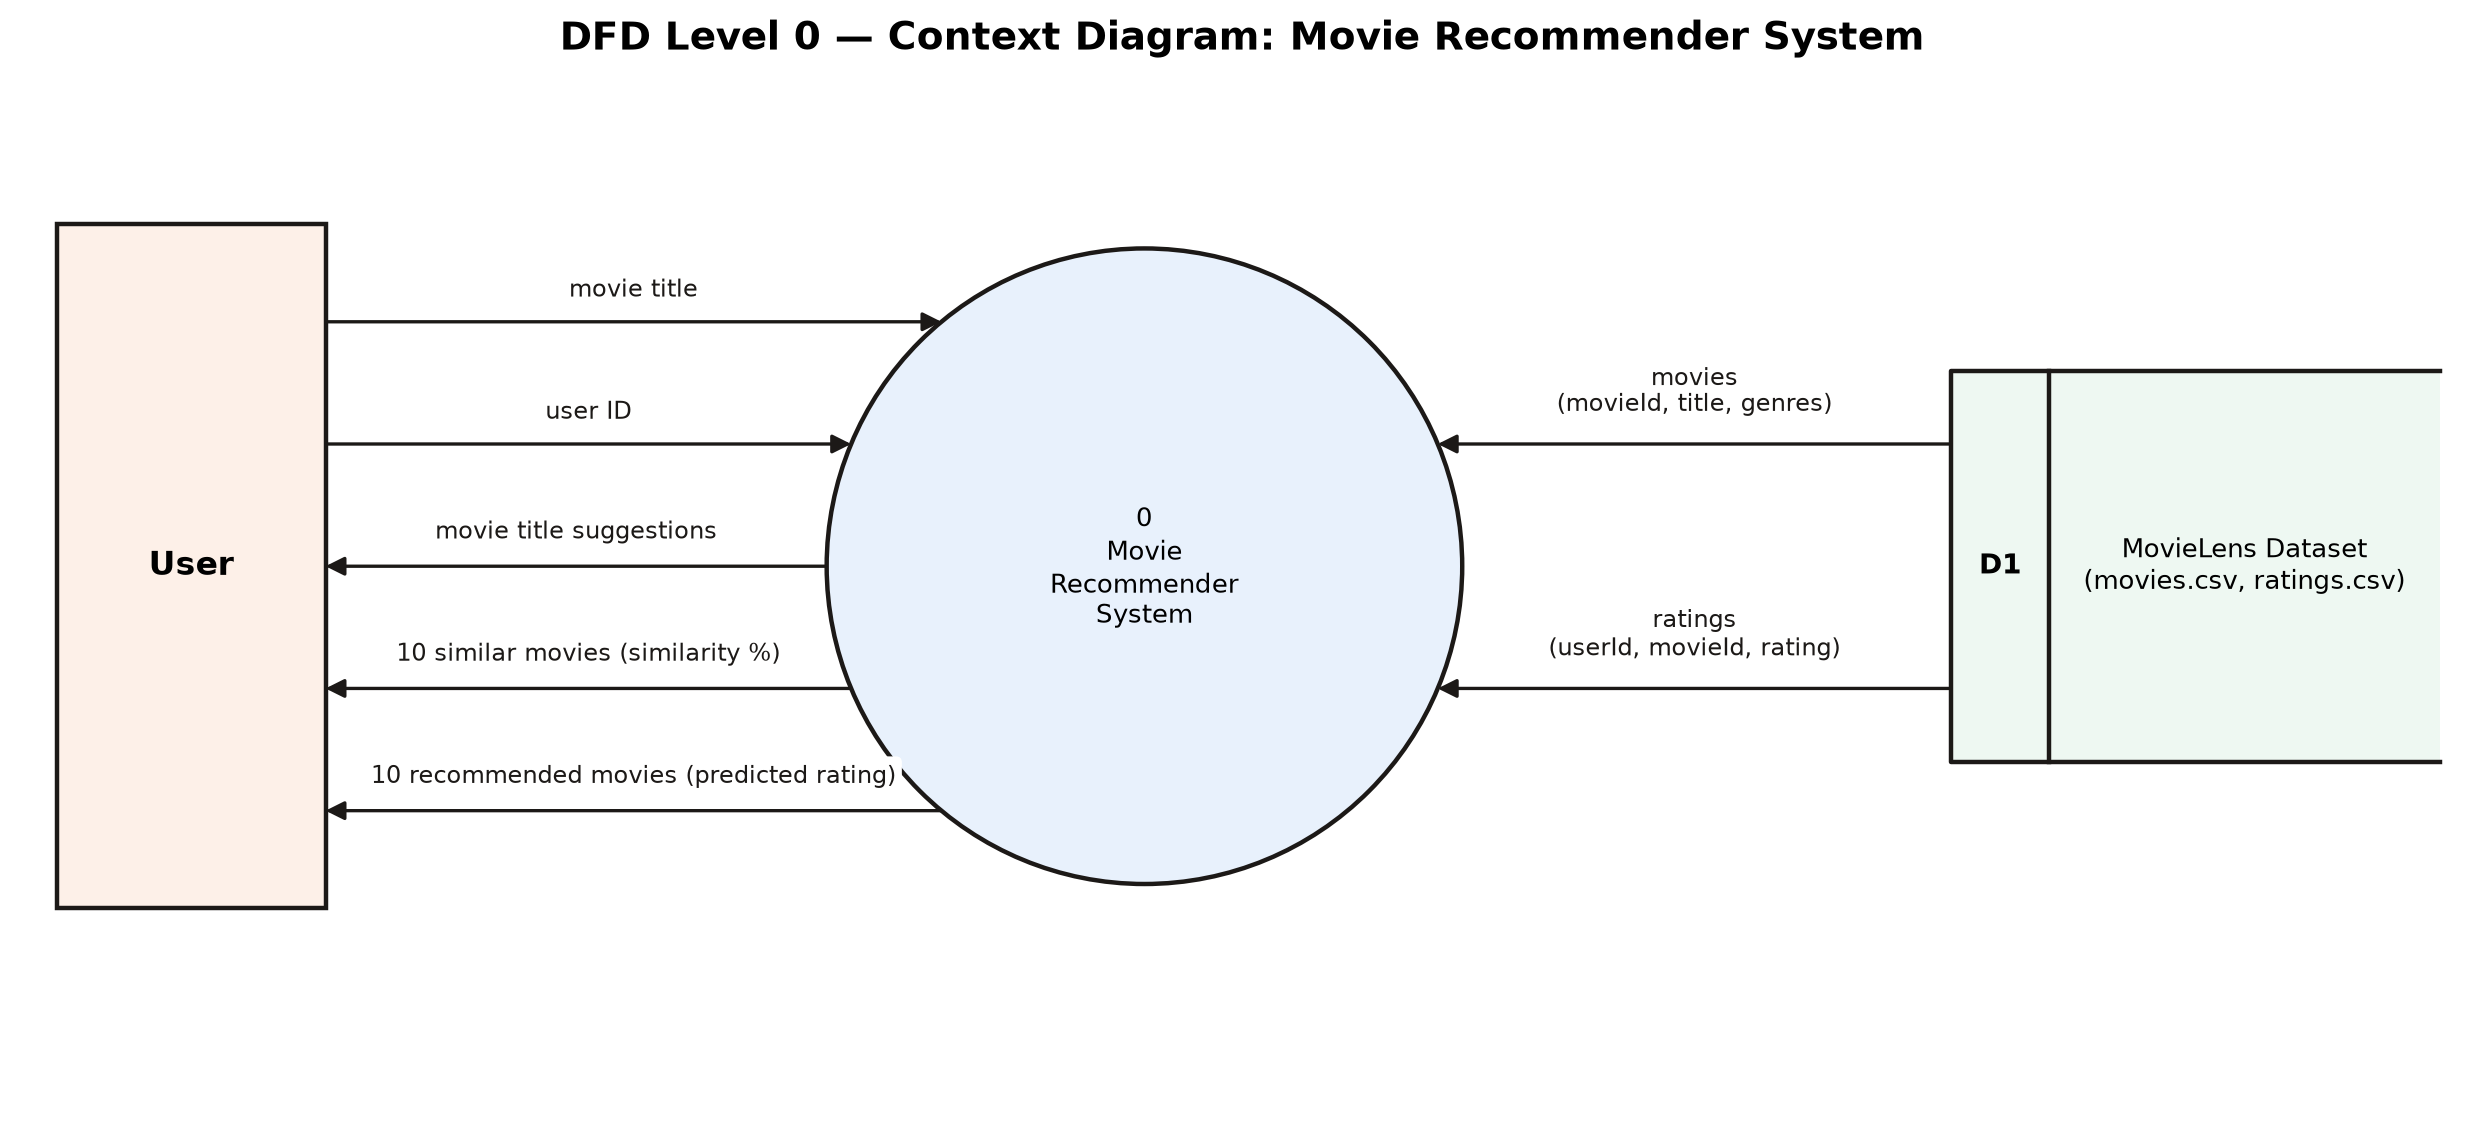 DFD Level 0 — Context Diagram: Movie Recommender System
movie title
user ID
movie title suggestions
10 similar movies (similarity %)
10 recommended movies (predicted rating)
User
0
Movie
Recommender
System
movies
(movieId, title, genres)
ratings
(userId, movieId, rating)
D1
MovieLens Dataset
(movies.csv, ratings.csv)